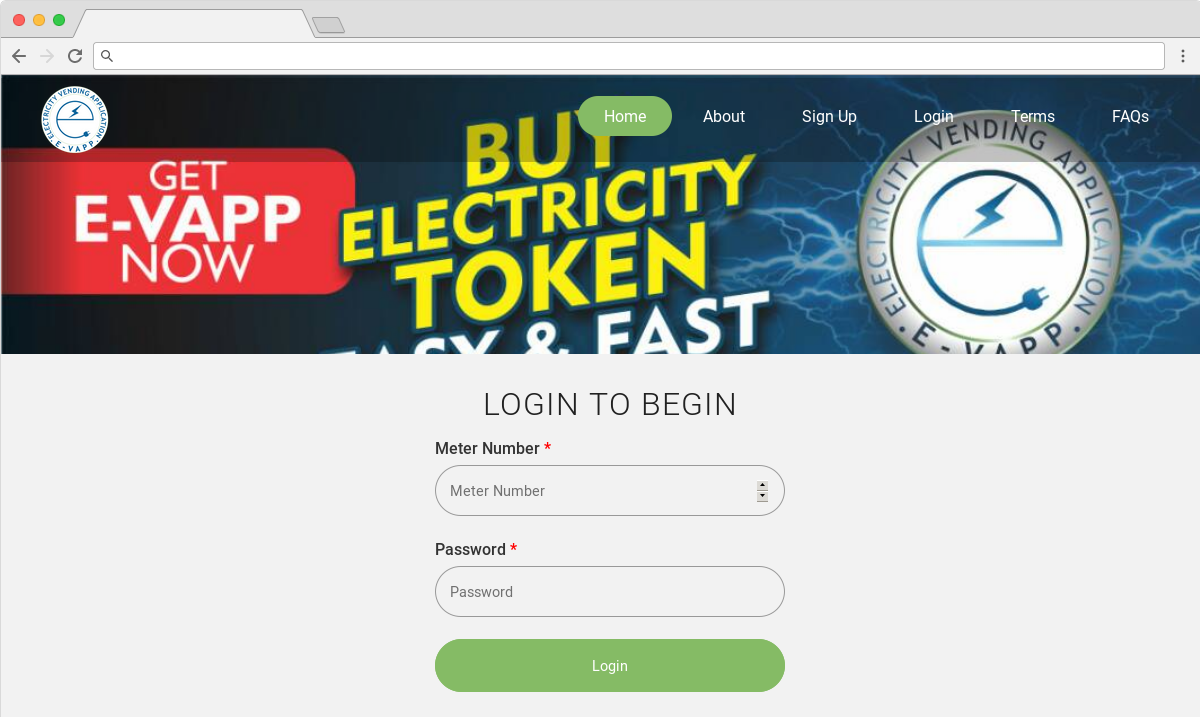 ELECTRICITY VENDING APPLICATION
E-VAPP
Home
About
Sign Up
Login
Terms
FAQs
GET
E-VAPP
NOW
BUY
ELECTRICITY
TOKEN
EASY & FAST
ELECTRICITY VENDING APPLICATION
• E-VAPP •
LOGIN TO BEGIN
Meter Number *
Meter Number
Password *
Password
Login